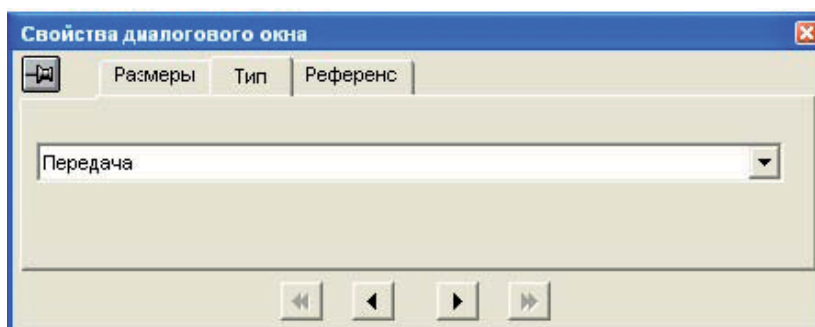 Свойства диалогового окна
Размеры Тип Референс
Передача